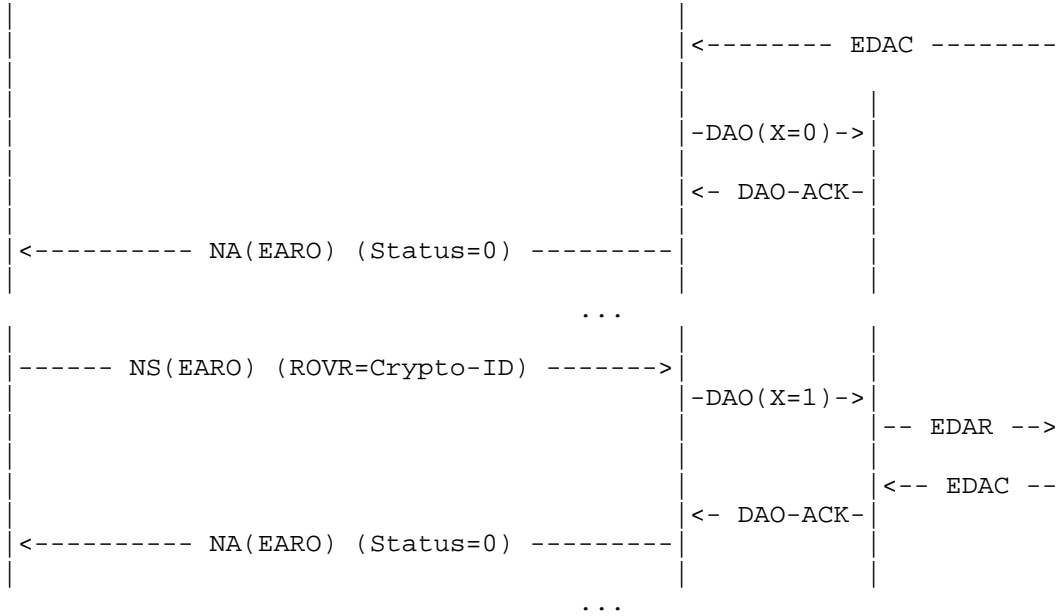 <-------- EDAC --------
-DAO(X=0)->
<- DAO-ACK-
<---------- NA(EARO) (Status=0) ---------
...
------ NS(EARO) (ROVR=Crypto-ID) ------->
-DAO(X=1)->
-- EDAR -->
<-- EDAC --
<- DAO-ACK-
<---------- NA(EARO) (Status=0) ---------
...